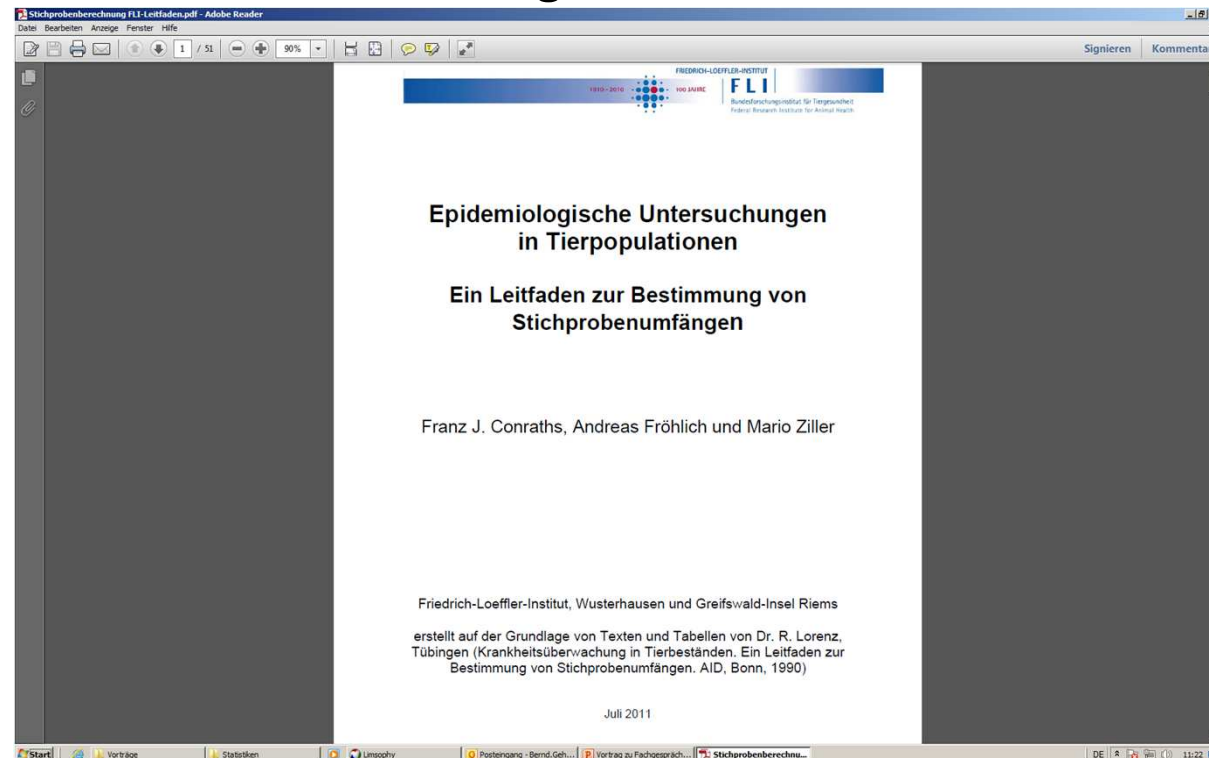 Stichprobenberechnung FLI-Leitfaden.pdf - Adobe Reader
Datei Bearbeiten Anzeige Fenster Hilfe
1 / 51 90% Signieren Kommenta
FRIEDRICH-LOEFFLER-INSTITUT
1910 - 2010 100 JAHRE
FLI
Bundesforschungsinstitut für Tiergesundheit
Federal Research Institute for Animal Health
Epidemiologische Untersuchungen
in Tierpopulationen
Ein Leitfaden zur Bestimmung von
Stichprobenumfängen
Franz J. Conraths, Andreas Fröhlich und Mario Ziller
Friedrich-Loeffler-Institut, Wusterhausen und Greifswald-Insel Riems
erstellt auf der Grundlage von Texten und Tabellen von Dr. R. Lorenz,
Tübingen (Krankheitsüberwachung in Tierbeständen. Ein Leitfaden zur
Bestimmung von Stichprobenumfängen. AID, Bonn, 1990)
Juli 2011
Start Vorträge Statistiken Limsophy Posteingang - Bernd.Geh... Vortrag zu Fachgespräch... Stichprobenberechnu... DE 11:22